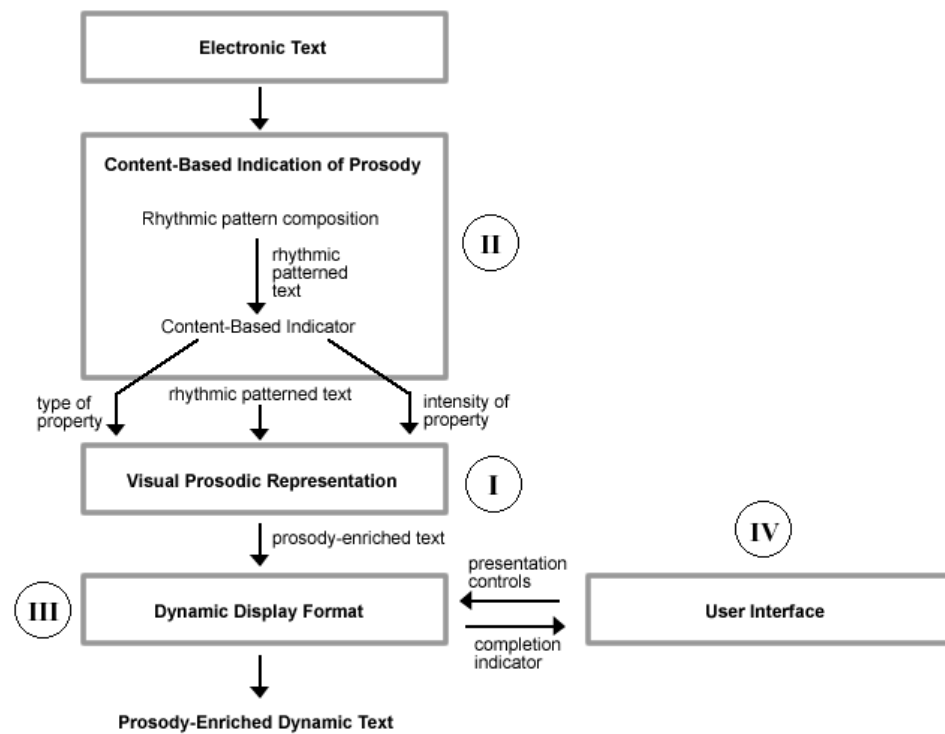 Electronic Text
Content-Based Indication of Prosody
Rhythmic pattern composition
II
rhythmic
patterned
text
Content-Based Indicator
type of
property
rhythmic patterned text
intensity of
property
Visual Prosodic Representation
I
prosody-enriched text
IV
presentation
controls
III
Dynamic Display Format
User Interface
completion
indicator
Prosody-Enriched Dynamic Text